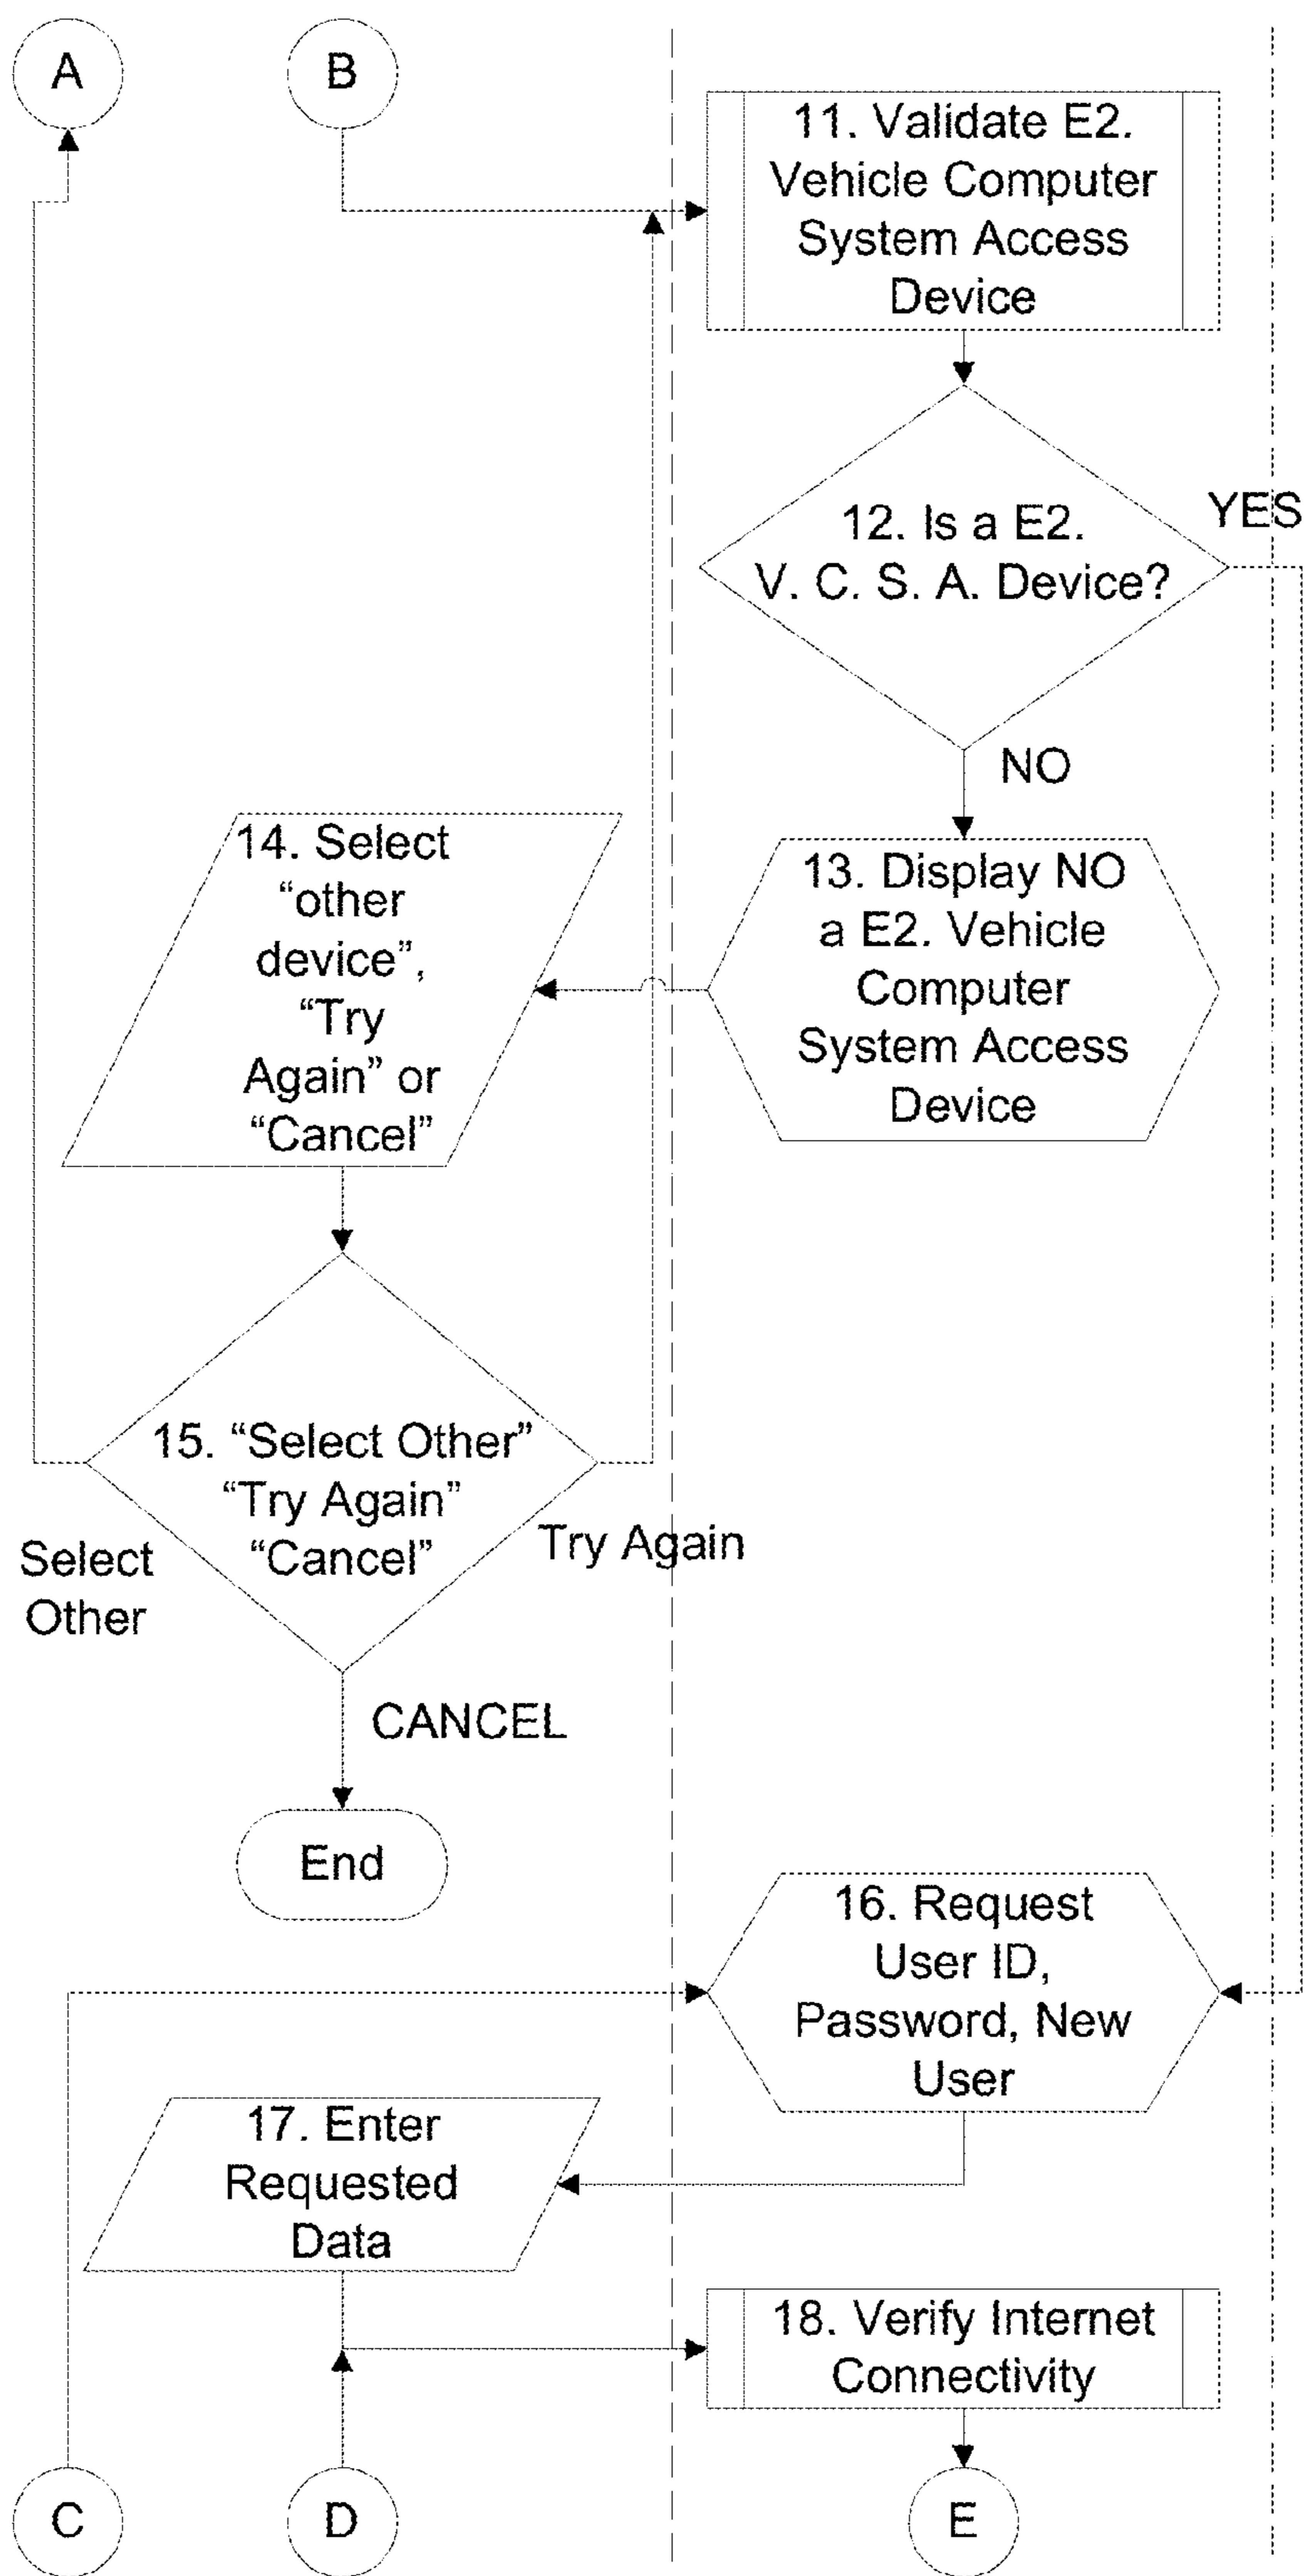 A
B
11. Validate E2.
Vehicle Computer
System Access
Device
12. Is a E2.
V. C. S. A. Device?
YES
NO
13. Display NO
a E2. Vehicle
Computer
System Access
Device
14. Select
“other
device”,
“Try
Again” or
“Cancel”
15. “Select Other”
“Try Again”
“Cancel”
Select
Other
Try Again
CANCEL
End
16. Request
User ID,
Password, New
User
17. Enter
Requested
Data
18. Verify Internet
Connectivity
C
D
E